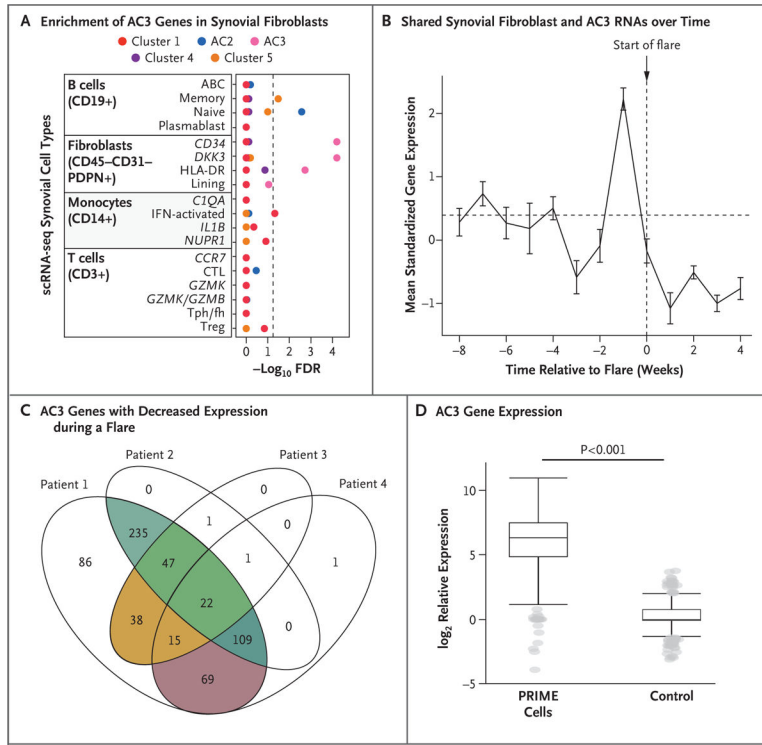 A Enrichment of AC3 Genes in Synovial Fibroblasts
Cluster 1 AC2 AC3
Cluster 4 Cluster 5
scRNA-seq Synovial Cell Types
B cells
(CD19+)
ABC
Memory
Naive
Plasmablast
Fibroblasts
(CD45–CD31–
PDPN+)
CD34
DKK3
HLA-DR
Lining
Monocytes
(CD14+)
C1QA
IFN-activated
IL1B
NUPR1
T cells
(CD3+)
CCR7
CTL
GZMK
GZMK/GZMB
Tph/fh
Treg
0 1 2 3 4
−Log10 FDR
B Shared Synovial Fibroblast and AC3 RNAs over Time
Start of flare
Mean Standardized Gene Expression
2
1
0
−1
−8 −6 −4 −2 0 2 4
Time Relative to Flare (Weeks)
C AC3 Genes with Decreased Expression
during a Flare
Patient 2 Patient 3
Patient 1 Patient 4
0 0
235 1 0
86 47 1 1
22
38 0
15 109
69
D AC3 Gene Expression
P<0.001
log2 Relative Expression
10
5
0
−5
PRIME
Cells
Control